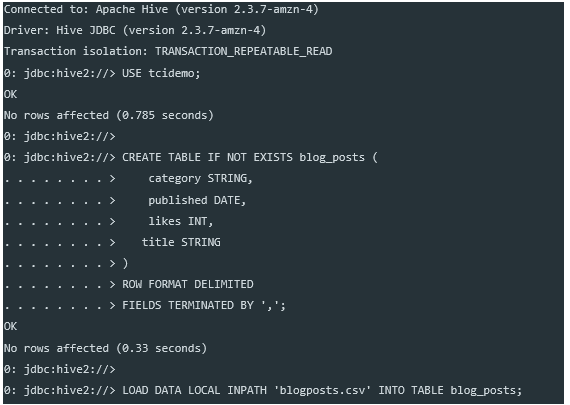 Connected to: Apache Hive (version 2.3.7-amzn-4)
Driver: Hive JDBC (version 2.3.7-amzn-4)
Transaction isolation: TRANSACTION_REPEATABLE_READ
0: jdbc:hive2://> USE tcidemo;
OK
No rows affected (0.785 seconds)
0: jdbc:hive2://>
0: jdbc:hive2://> CREATE TABLE IF NOT EXISTS blog_posts (
. . . . . . . . >     category STRING,
. . . . . . . . >     published DATE,
. . . . . . . . >     likes INT,
. . . . . . . . >    title STRING
. . . . . . . . > )
. . . . . . . . > ROW FORMAT DELIMITED
. . . . . . . . > FIELDS TERMINATED BY ',';
OK
No rows affected (0.33 seconds)
0: jdbc:hive2://>
0: jdbc:hive2://> LOAD DATA LOCAL INPATH 'blogposts.csv' INTO TABLE blog_posts;